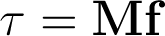 τ = Mf